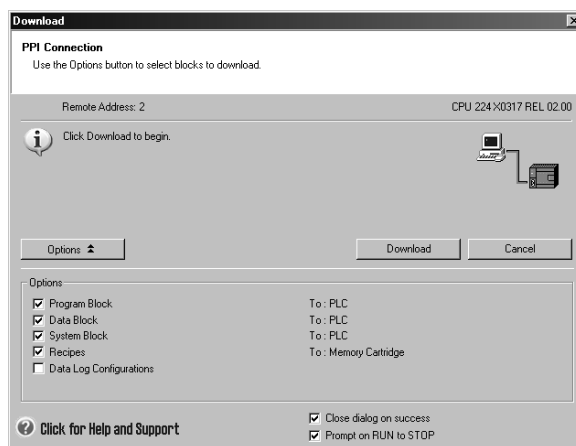 Download
PPI Connection
Use the Options button to select blocks to download.
Remote Address: 2
CPU 224 X0317 REL 02.00
Click Download to begin.
Options
Download
Cancel
Options
Program Block To : PLC
Data Block To : PLC
System Block To : PLC
Recipes To : Memory Cartridge
Data Log Configurations
Click for Help and Support
Close dialog on success
Prompt on RUN to STOP